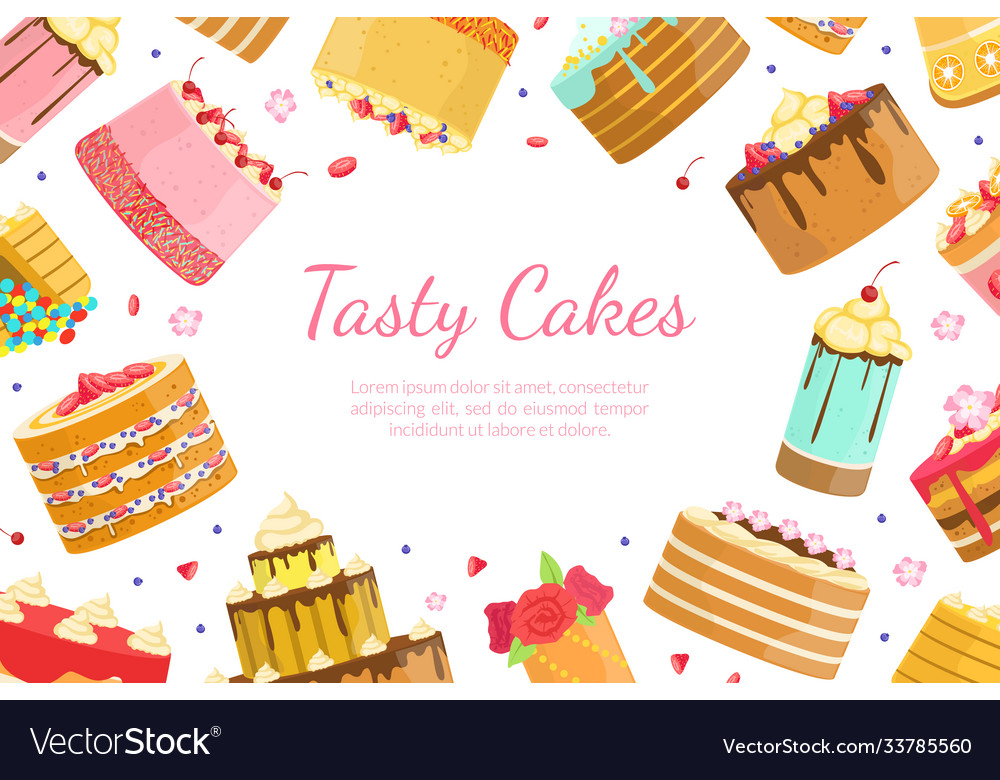 Tasty Cakes
Lorem ipsum dolor sit amet, consectetur
adipiscing elit, sed do eiusmod tempor
incididunt ut labore et dolore.
VectorStock®
VectorStock.com/33785560